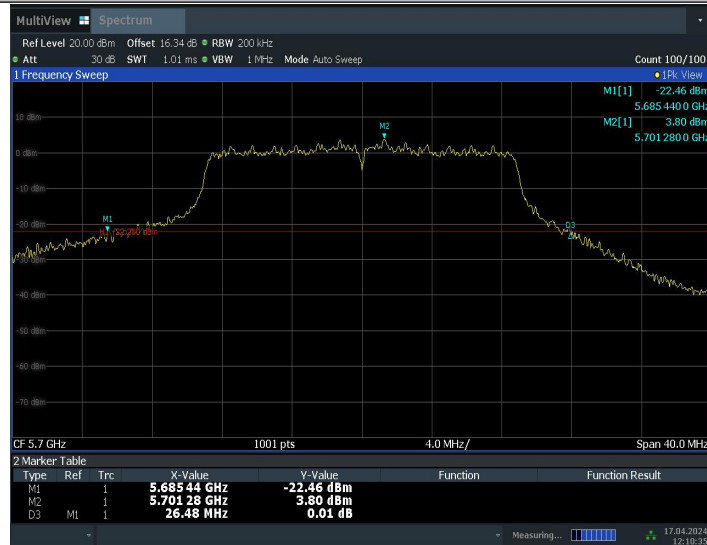 MultiView Spectrum
Ref Level 20.00 dBm Offset 16.34 dB RBW 200 kHz
Att 30 dB SWT 1.01 ms VBW 1 MHz Mode Auto Sweep Count 100/100
1 Frequency Sweep 1Pk View
M1[1] -22.46 dBm
5.685 440 0 GHz
M2[1] 3.80 dBm
5.701 280 0 GHz
10 dBm
M2
0 dBm
-10 dBm
M1
-20 dBm
D3
-30 dBm
-40 dBm
-50 dBm
-60 dBm
-70 dBm
CF 5.7 GHz 1001 pts 4.0 MHz/ Span 40.0 MHz
2 Marker Table
Type Ref Trc X-Value Y-Value Function Function Result
M1 1 5.685 44 GHz -22.46 dBm
M2 1 5.701 28 GHz 3.80 dBm
D3 M1 1 26.48 MHz 0.01 dB
Measuring... 17.04.2024
12:10:35